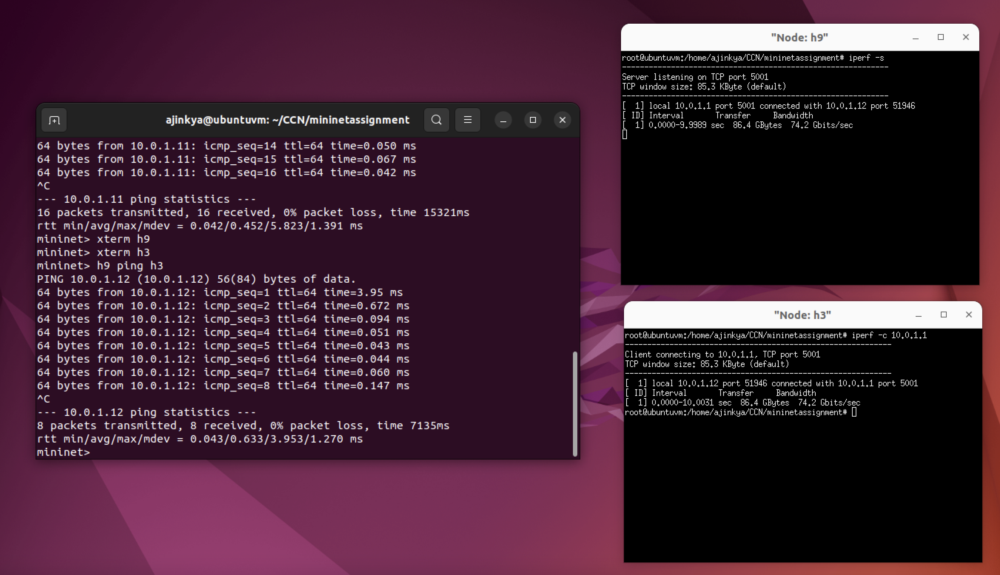 ajinkya@ubuntuvm: ~/CCN/mininetassignment
64 bytes from 10.0.1.11: icmp_seq=14 ttl=64 time=0.050 ms
64 bytes from 10.0.1.11: icmp_seq=15 ttl=64 time=0.067 ms
64 bytes from 10.0.1.11: icmp_seq=16 ttl=64 time=0.042 ms
^C
--- 10.0.1.11 ping statistics ---
16 packets transmitted, 16 received, 0% packet loss, time 15321ms
rtt min/avg/max/mdev = 0.042/0.452/5.823/1.391 ms
mininet> xterm h9
mininet> xterm h3
mininet> h9 ping h3
PING 10.0.1.12 (10.0.1.12) 56(84) bytes of data.
64 bytes from 10.0.1.12: icmp_seq=1 ttl=64 time=3.95 ms
64 bytes from 10.0.1.12: icmp_seq=2 ttl=64 time=0.672 ms
64 bytes from 10.0.1.12: icmp_seq=3 ttl=64 time=0.094 ms
64 bytes from 10.0.1.12: icmp_seq=4 ttl=64 time=0.051 ms
64 bytes from 10.0.1.12: icmp_seq=5 ttl=64 time=0.043 ms
64 bytes from 10.0.1.12: icmp_seq=6 ttl=64 time=0.044 ms
64 bytes from 10.0.1.12: icmp_seq=7 ttl=64 time=0.060 ms
64 bytes from 10.0.1.12: icmp_seq=8 ttl=64 time=0.147 ms
^C
--- 10.0.1.12 ping statistics ---
8 packets transmitted, 8 received, 0% packet loss, time 7135ms
rtt min/avg/max/mdev = 0.043/0.633/3.953/1.270 ms
mininet>
"Node: h9"
root@ubuntuvm:/home/ajinkya/CCN/mininetassignment# iperf -s
------------------------------------------------------------
Server listening on TCP port 5001
TCP window size: 85.3 KByte (default)
------------------------------------------------------------
[  1] local 10.0.1.1 port 5001 connected with 10.0.1.12 port 51946
[ ID] Interval       Transfer     Bandwidth
[  1] 0.0000-9.9989 sec  86.4 GBytes  74.2 Gbits/sec
"Node: h3"
root@ubuntuvm:/home/ajinkya/CCN/mininetassignment# iperf -c 10.0.1.1
------------------------------------------------------------
Client connecting to 10.0.1.1, TCP port 5001
TCP window size: 85.3 KByte (default)
------------------------------------------------------------
[  1] local 10.0.1.12 port 51946 connected with 10.0.1.1 port 5001
[ ID] Interval       Transfer     Bandwidth
[  1] 0.0000-10.0031 sec  86.4 GBytes  74.2 Gbits/sec
root@ubuntuvm:/home/ajinkya/CCN/mininetassignment#